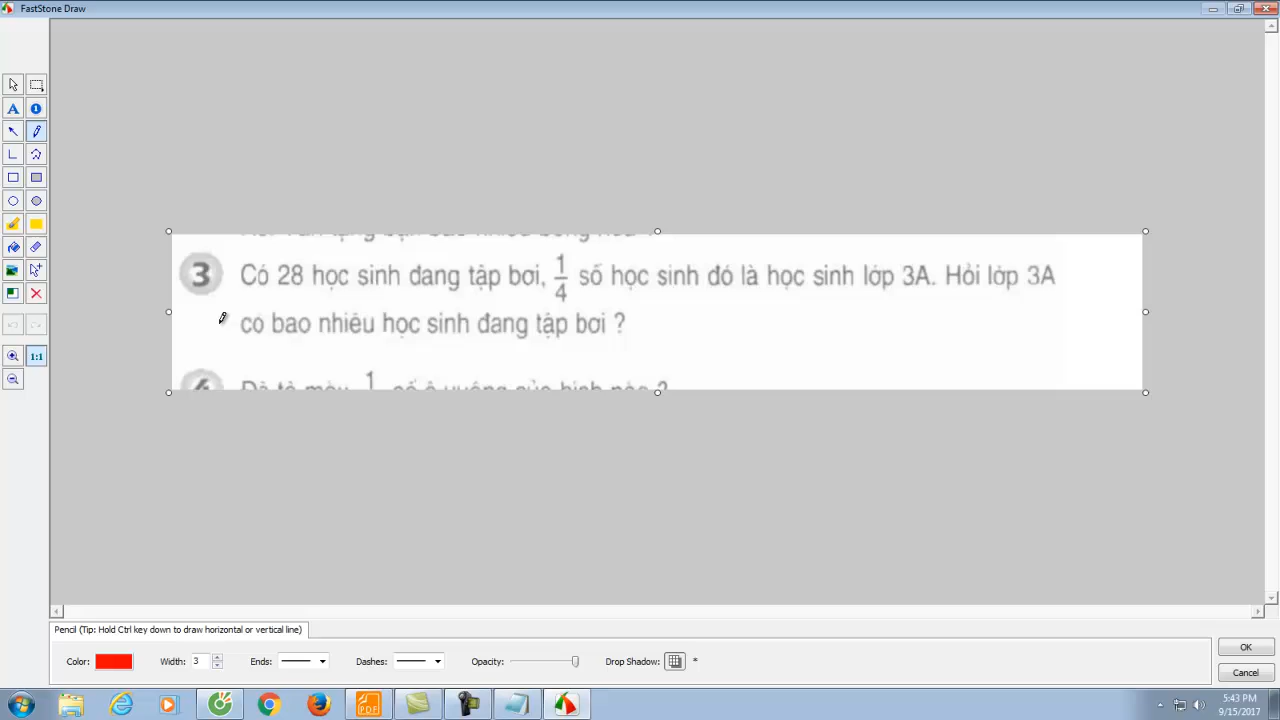 FastStone Draw
3 Có 28 học sinh đang tập bơi, 1/4 số học sinh đó là học sinh lớp 3A. Hỏi lớp 3A
có bao nhiêu học sinh đang tập bơi ?
1:1
Pencil (Tip: Hold Ctrl key down to draw horizontal or vertical line)
Color: Width: 3 Ends: Dashes: Opacity: Drop Shadow: *
OK
Cancel
PDF
5:43 PM
9/15/2017